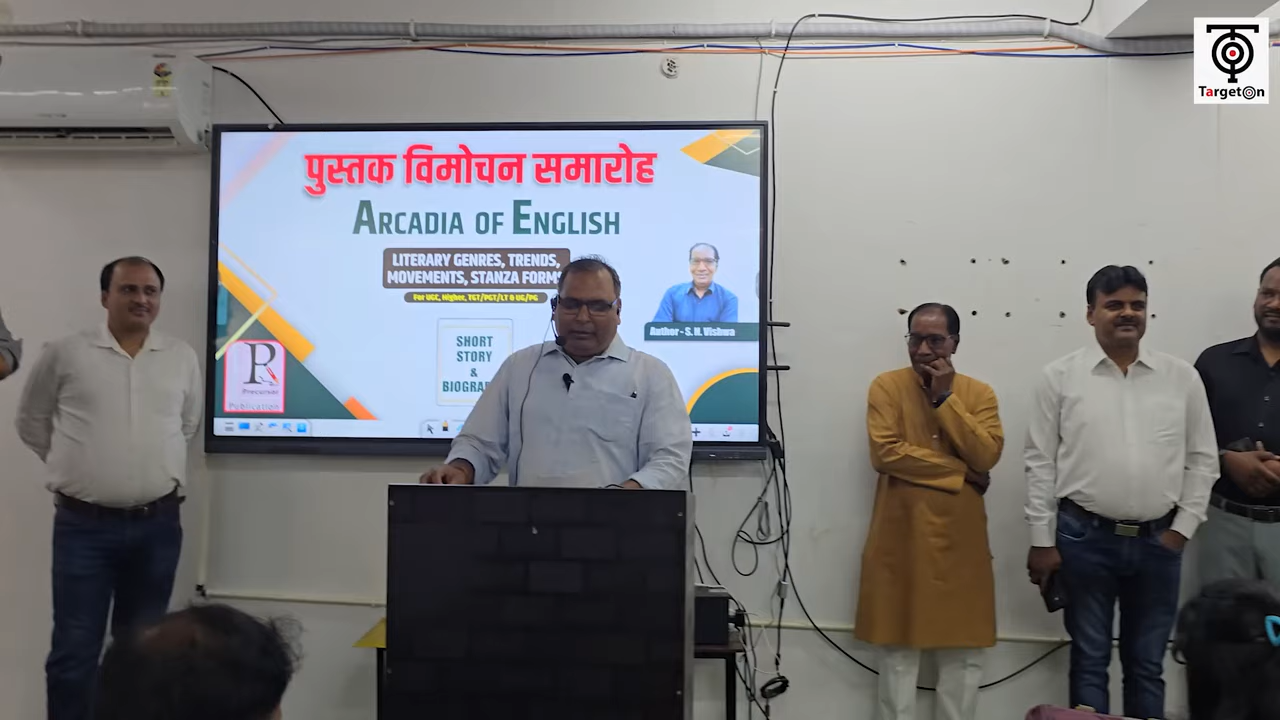 TargetOn
पुस्तक विमोचन समारोह
ARCADIA OF ENGLISH
LITERARY GENRES, TRENDS,
MOVEMENTS, STANZA FORMS
For UGC, Higher, TGT/PGT/LT & UG/PG
SHORT
STORY
&
Author - S. N. Vishwa
Precursor
Publication